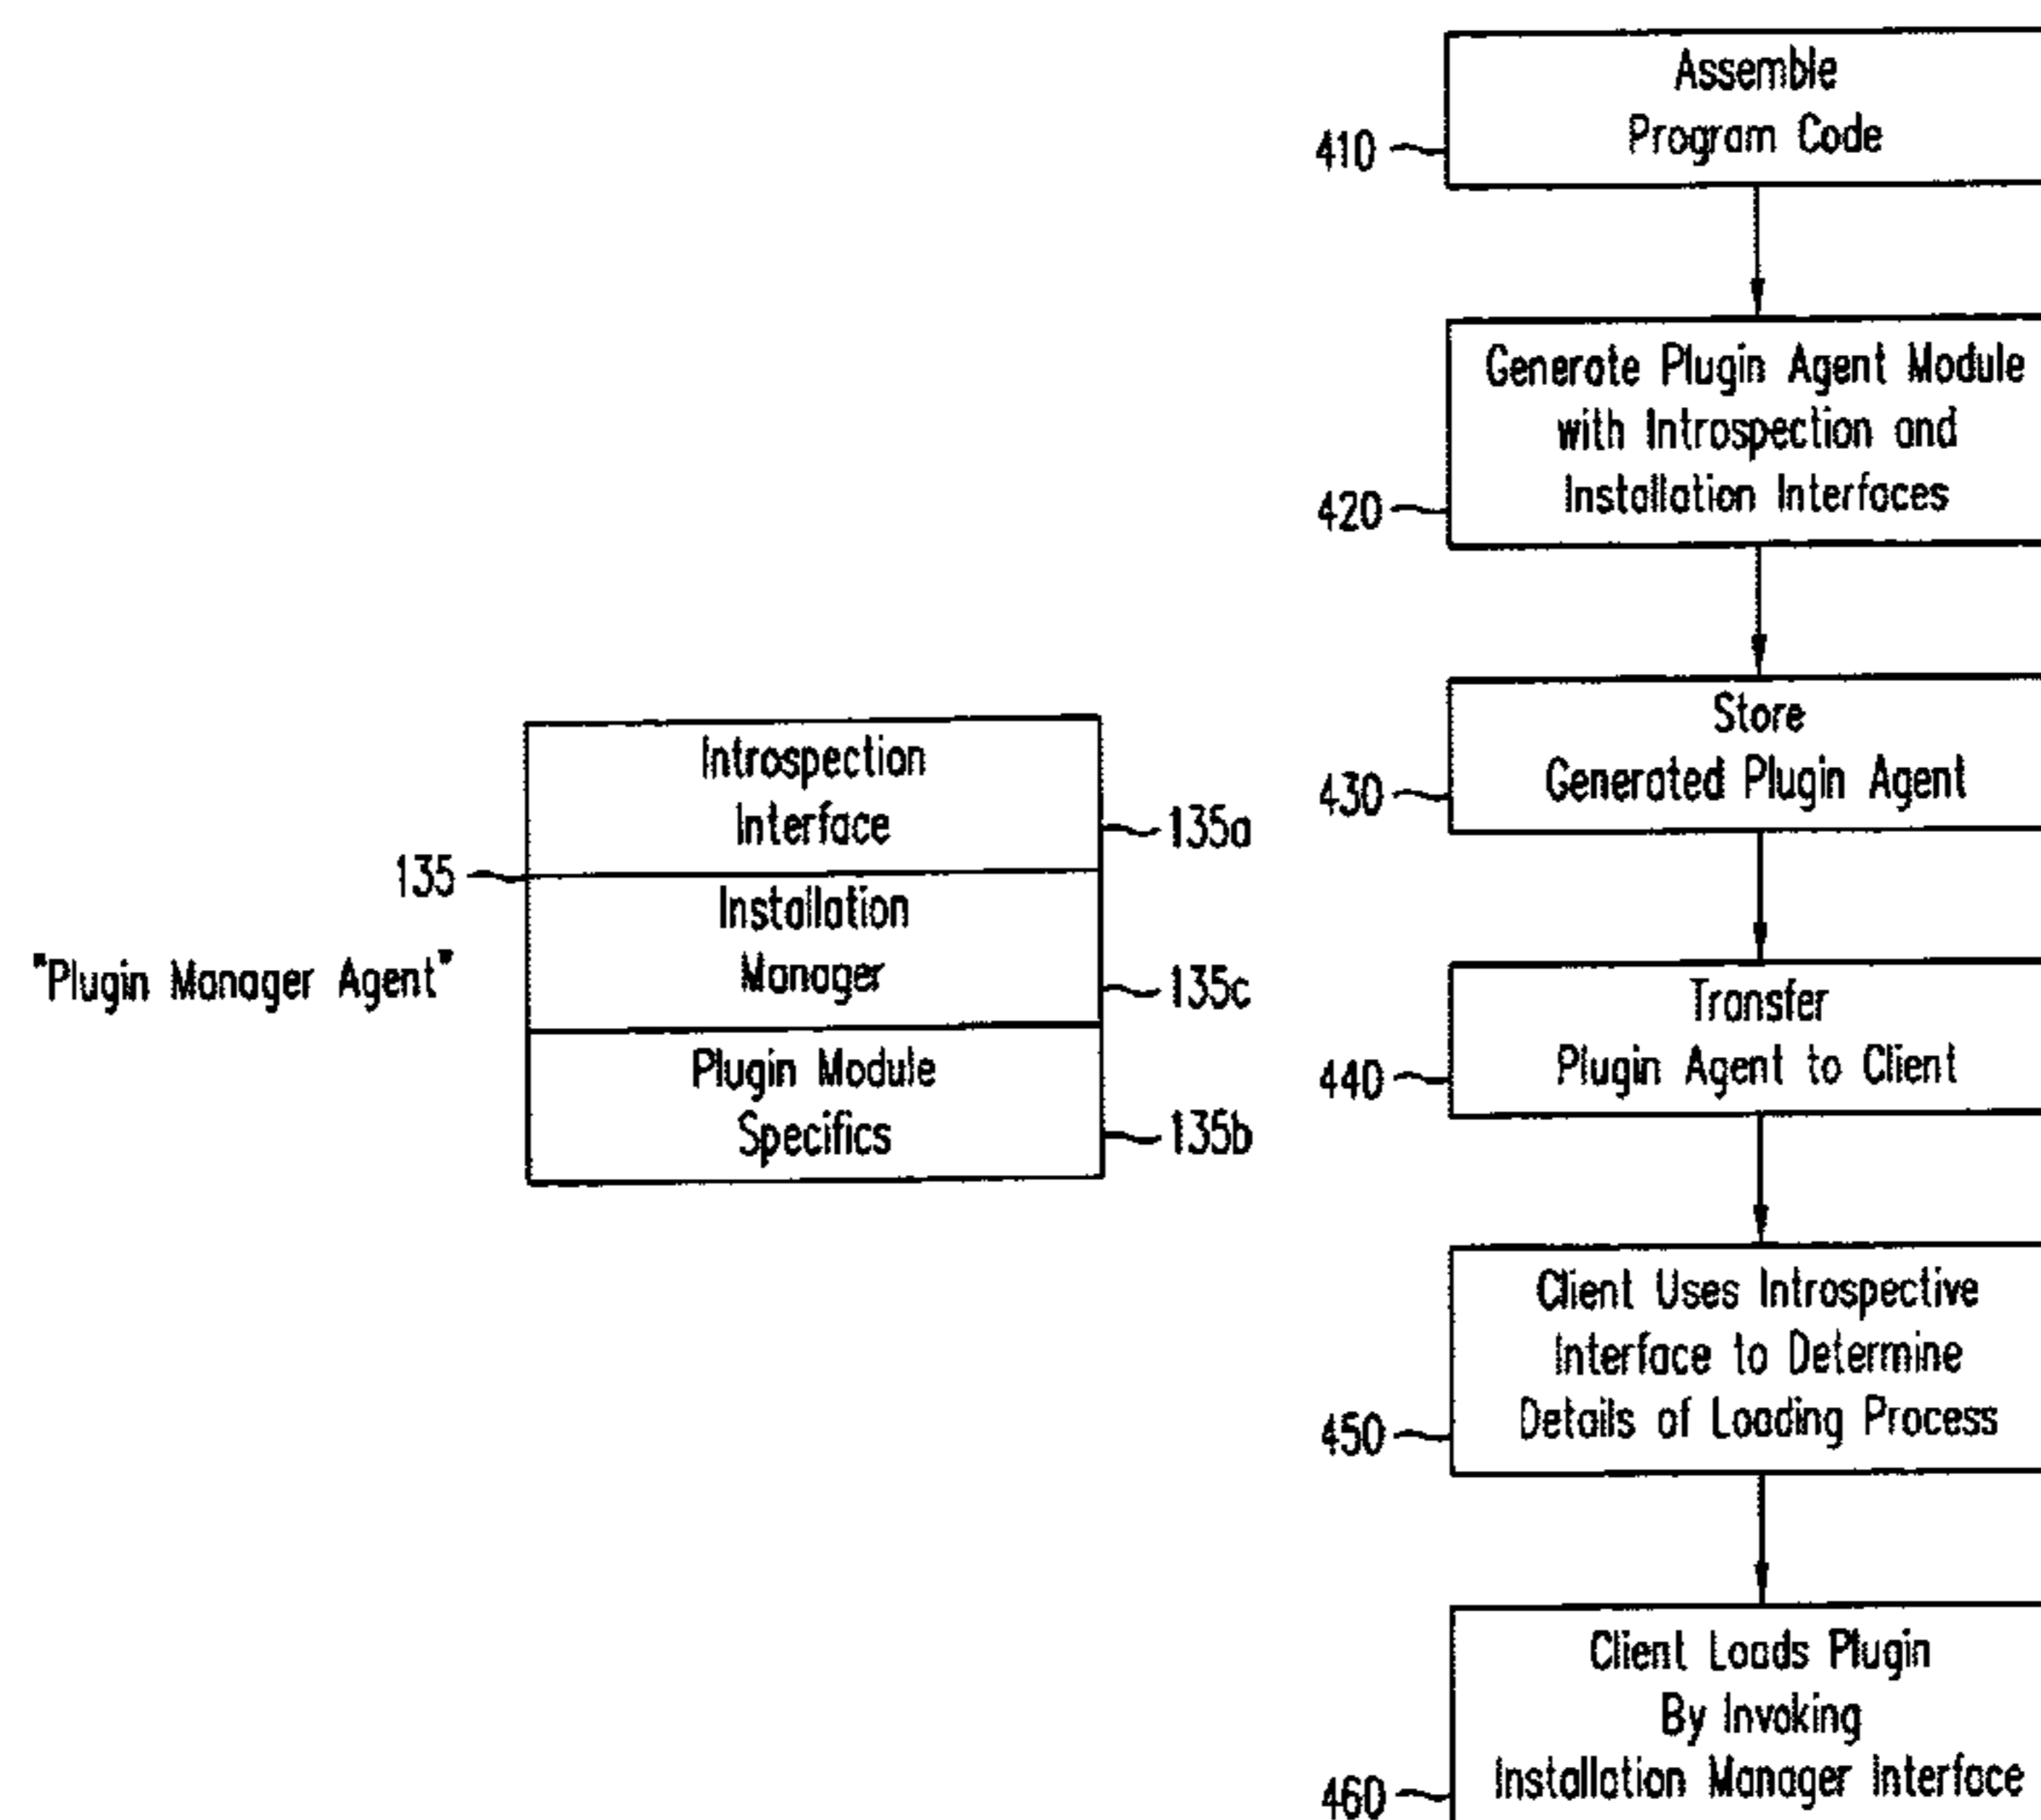 Introspection
Interface
135a
135
Installation
Manager
"Plugin Manager Agent"
135c
Plugin Module
Specifics
135b
Assemble
Program Code
410
Generate Plugin Agent Module
with Introspection and
Installation Interfaces
420
Store
Generated Plugin Agent
430
Transfer
Plugin Agent to Client
440
Client Uses Introspective
Interface to Determine
Details of Loading Process
450
Client Loads Plugin
By Invoking
Installation Manager Interface
460